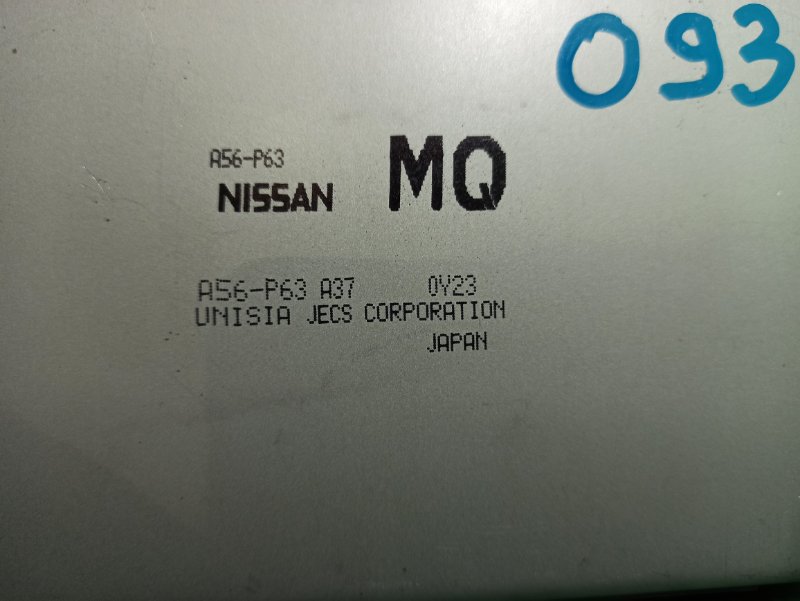 093
A56-P63 MQ
NISSAN
A56-P63 A37 0Y23
UNISIA JECS CORPORATION
JAPAN